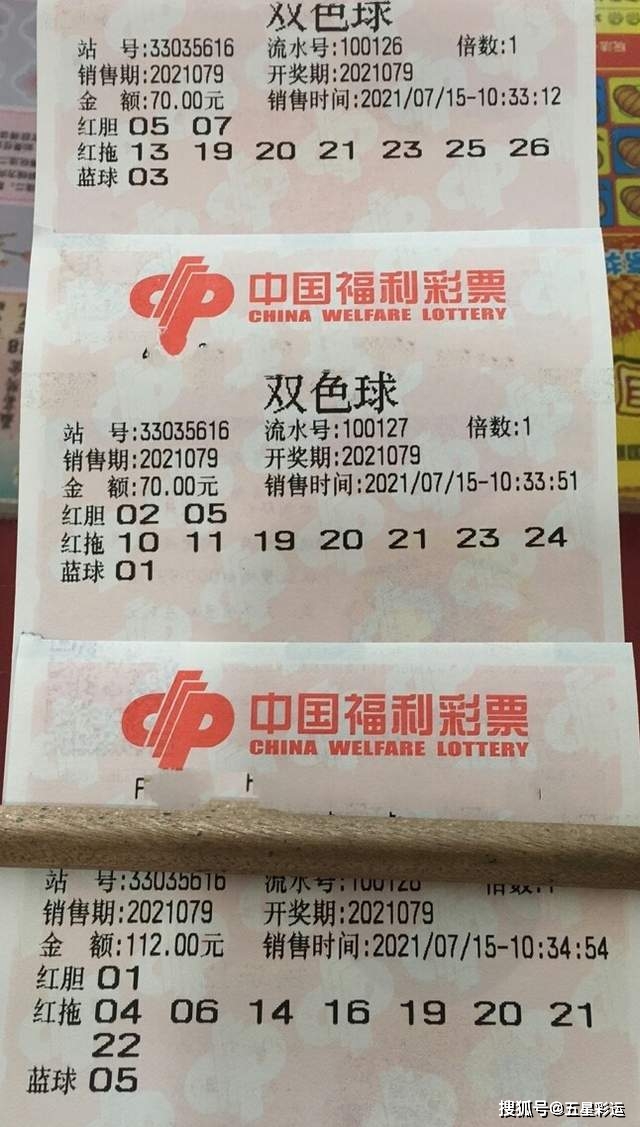 双色球
站 号:33035616 流水号:100126 倍数:1
销售期:2021079 开奖期:2021079
金 额:70.00元 销售时间:2021/07/15-10:33:12
红胆 05 07
红拖 13 19 20 21 23 25 26
蓝球 03
中国福利彩票
CHINA WELFARE LOTTERY
双色球
站 号:33035616 流水号:100127 倍数:1
销售期:2021079 开奖期:2021079
金 额:70.00元 销售时间:2021/07/15-10:33:51
红胆 02 05
红拖 10 11 19 20 21 23 24
蓝球 01
中国福利彩票
CHINA WELFARE LOTTERY
站 号:33035616 流水号:100128 倍数:1
销售期:2021079 开奖期:2021079
金 额:112.00元 销售时间:2021/07/15-10:34:54
红胆 01
红拖 04 06 14 16 19 20 21
22
蓝球 05
搜狐号@五星彩运